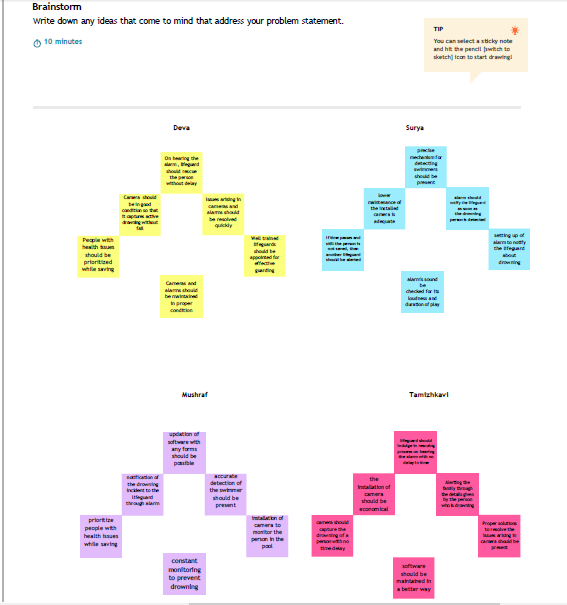 Brainstorm
Write down any ideas that come to mind that address your problem statement.
10 minutes
TIP
You can select a sticky note
and hit the pencil [switch to
sketch] icon to start drawing!
Deva
On hearing the
alarm , lifeguard
should rescue
the person
without delay
Camera should
be in good
condition so that
it captures active
drowning without
fail
Issues arising in
cameras and
alarms should
be resolved
quickly
People with
health issues
should be
prioritized
while saving
Well trained
lifeguards
should be
appointed for
effective
guarding
Cameras and
alarms should
be maintained
in proper
condition
Surya
precise
mechanism for
detecting
swimmers
should be
present
lower
maintenance of
the installed
camera is
adequate
alarm should
notify the lifeguard
as soon as
the drowning
person is detected
If time passes and
still the person is
not saved, then
another lifeguard
should be alerted
setting up of
alarm to notify
the lifeguard
about
drowning
alarm's sound
be
checked for its
loudness and
duration of play
Mushraf
updation of
software with
any forms
should be
possible
notification of
the drowning
incident to the
lifeguard
through alarm
accurate
detection of
the swimmer
should be
present
prioritize
people with
health issues
while saving
installation of
camera to
monitor the
person in the
pool
constant
monitoring
to prevent
drowning
Tamizhkavi
lifeguard should
indulge in rescuing
process on hearing
the alarm with no
delay in time
the
installation of
camera
should be
economical
Alerting the
family through
the details given
by the person
who is drowning
camera should
capture the
drowning of a
person with no
time delay
Proper solutions
to resolve the
issues arising in
camera should be
present
software
should be
maintained in
a better way